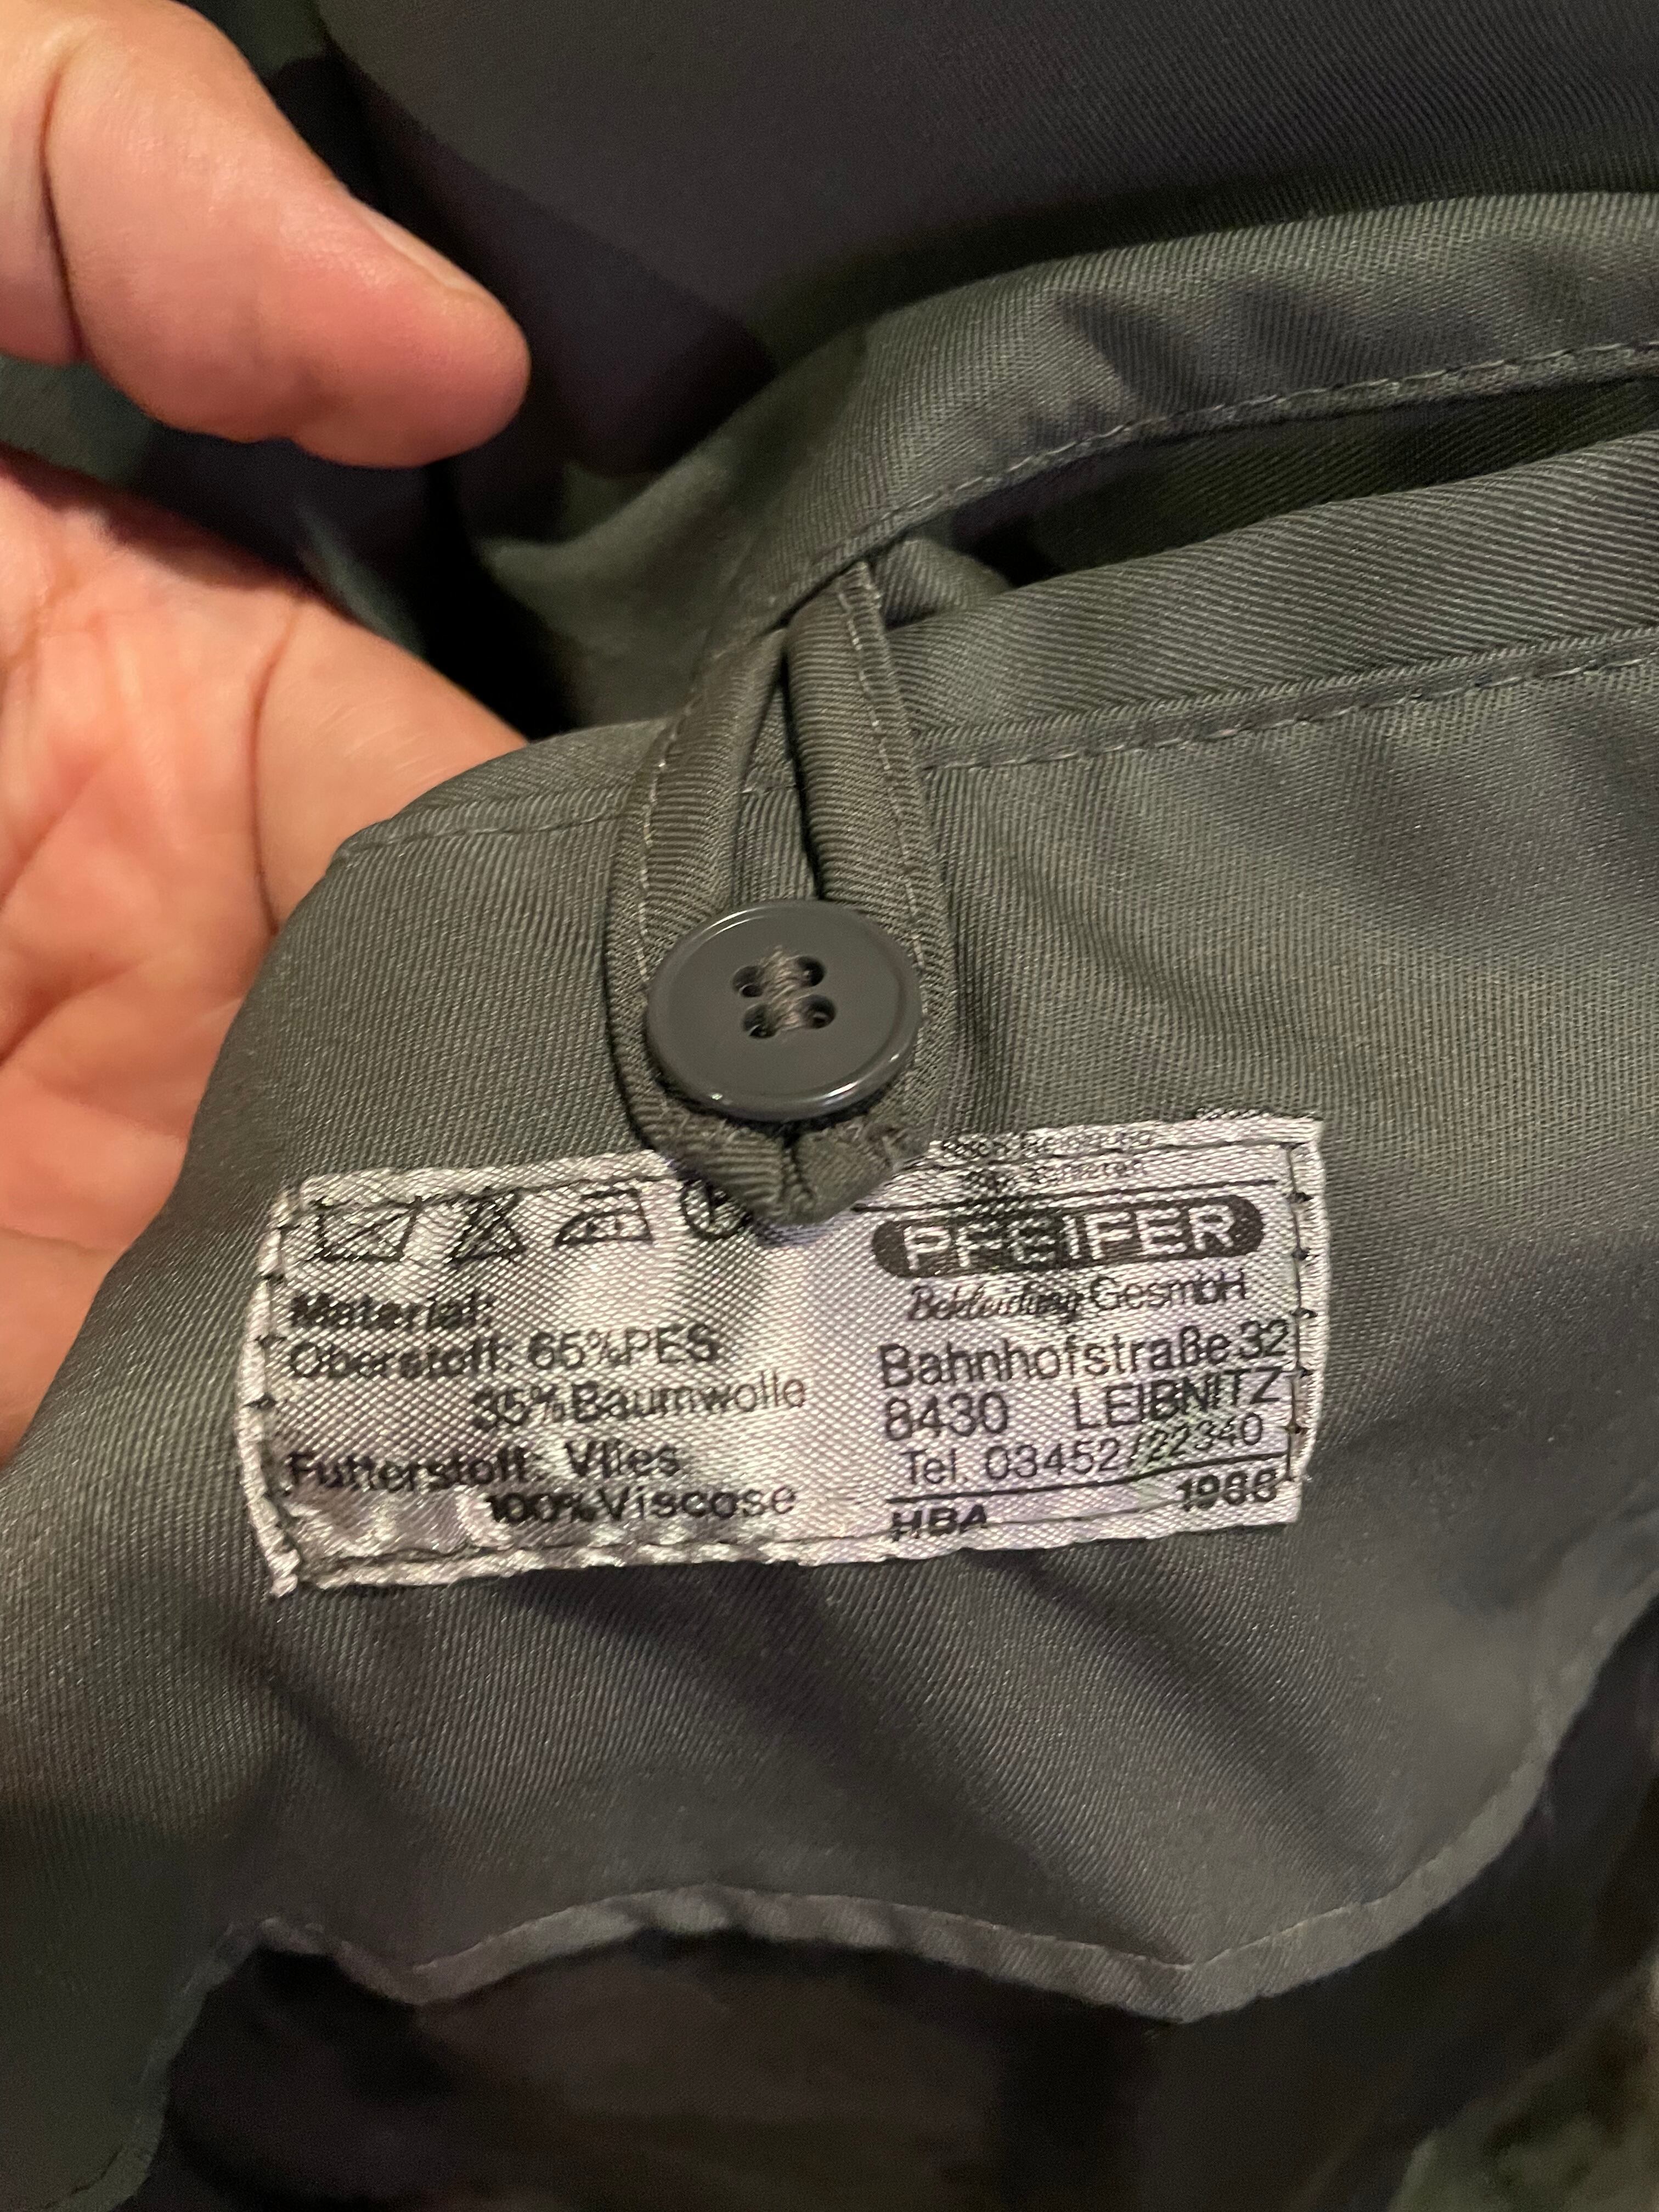 P
Material:
Oberstoff: 65%PES
35%Baumwolle
Futterstoff: Vlies
100%Viscose
PFEIFER
Bekleidung GesmbH
Bahnhofstraße 32
8430 LEIBNITZ
Tel. 03452/22340
HBA 1988